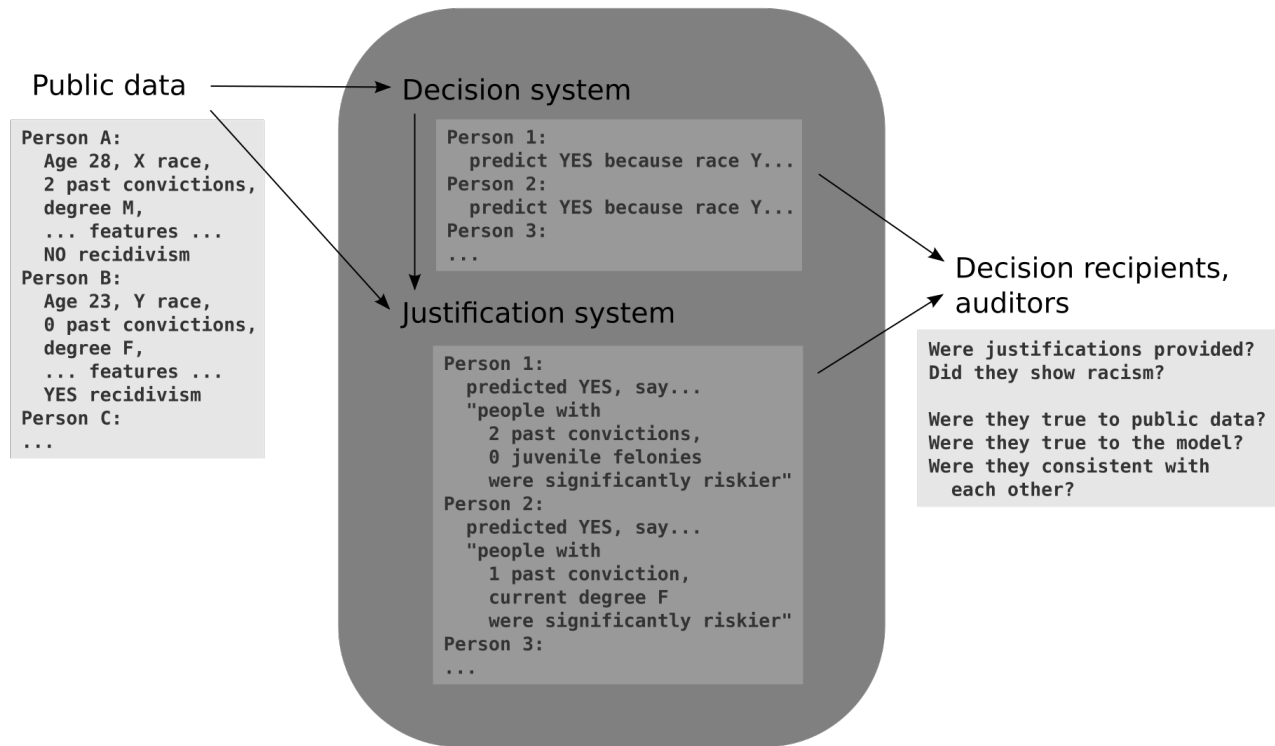 Public data
Person A:
Age 28, X race,
2 past convictions,
degree M,
... features ...
NO recidivism
Person B:
Age 23, Y race,
0 past convictions,
degree F,
... features ...
YES recidivism
Person C:
...
Decision system
Person 1:
predict YES because race Y...
Person 2:
predict YES because race Y...
Person 3:
...
Justification system
Person 1:
predicted YES, say...
"people with
2 past convictions,
0 juvenile felonies
were significantly riskier"
Person 2:
predicted YES, say...
"people with
1 past conviction,
current degree F
were significantly riskier"
Person 3:
...
Decision recipients,
auditors
Were justifications provided?
Did they show racism?
Were they true to public data?
Were they true to the model?
Were they consistent with
each other?